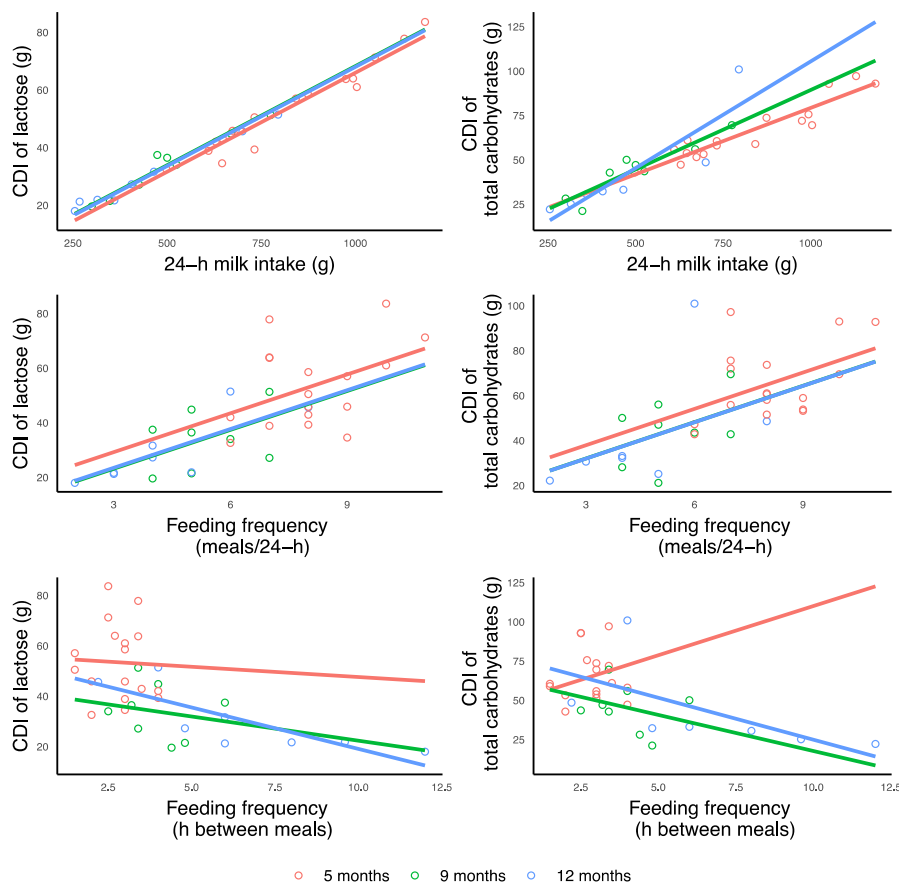 CDI of lactose (g)
80
60
40
20
250 500 750 1000
24−h milk intake (g)
CDI of
total carbohydrates (g)
125
100
75
50
25
250 500 750 1000
24−h milk intake (g)
CDI of lactose (g)
80
60
40
20
3 6 9
Feeding frequency
(meals/24−h)
CDI of
total carbohydrates (g)
100
80
60
40
20
3 6 9
Feeding frequency
(meals/24−h)
CDI of lactose (g)
80
60
40
20
2.5 5.0 7.5 10.0 12.5
Feeding frequency
(h between meals)
CDI of
total carbohydrates (g)
125
100
75
50
25
2.5 5.0 7.5 10.0 12.5
Feeding frequency
(h between meals)
5 months 9 months 12 months